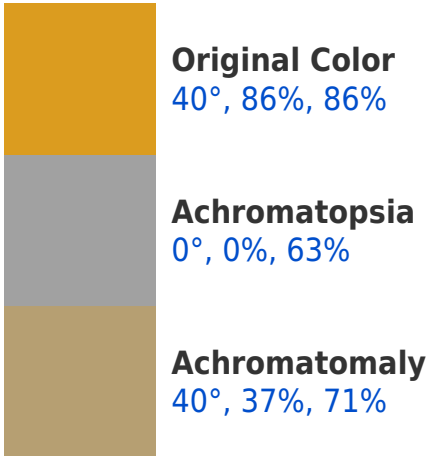 Original Color
40°, 86%, 86%
Achromatopsia
0°, 0%, 63%
Achromatomaly
40°, 37%, 71%